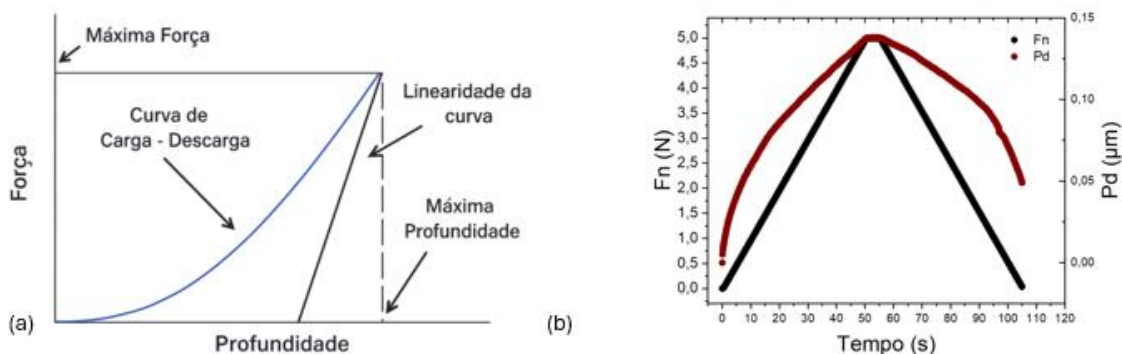 Máxima Força
Curva de
Carga - Descarga
Linearidade da
curva
Máxima
Profundidade
Força
Profundidade
(a)
Fn (N)
5,0
4,5
4,0
3,5
3,0
2,5
2,0
1,5
1,0
0,5
0,0
Fn
Pd
0,15
0,10
0,05
0,00
Pd (µm)
0 10 20 30 40 50 60 70 80 90 100 110 120
Tempo (s)
(b)